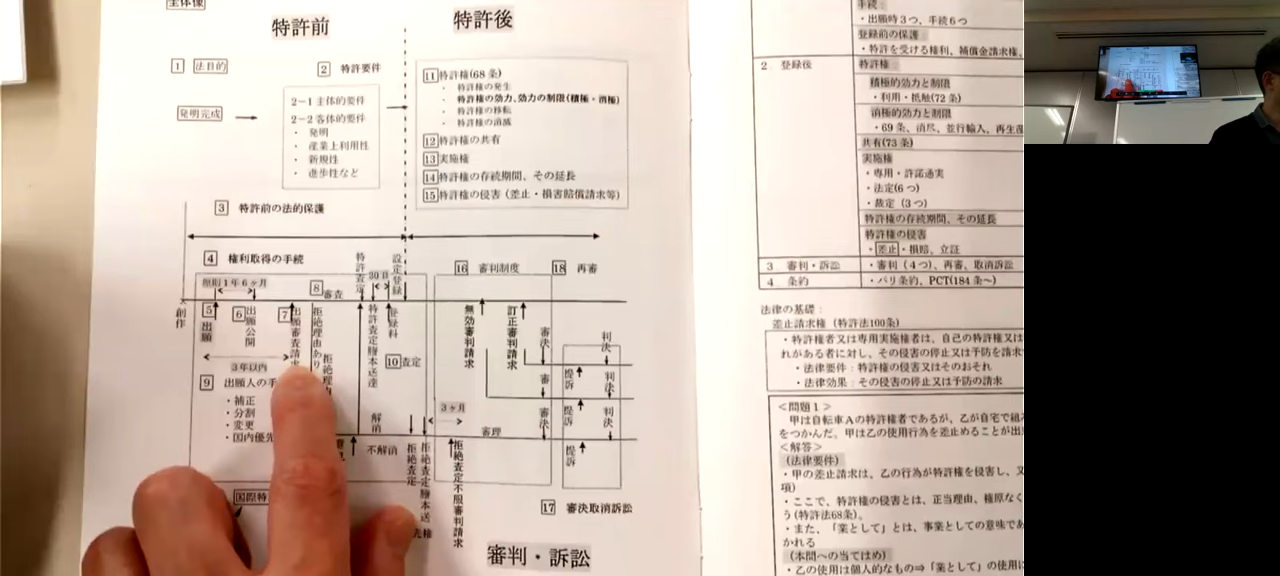 全体像
特許前
特許後
1 法目的
2 特許要件
発明完成
2-1 主体的要件
2-2 客体的要件
・ 発明
・ 産業上利用性
・ 新規性
・ 進歩性など
11 特許権(68条)
・ 特許権の発生
・ 特許権の効力、効力の制限(積極・消極)
・ 特許権の移転
・ 特許権の消滅
12 特許権の共有
13 実施権
14 特許権の存続期間、その延長
15 特許権の侵害(差止・損害賠償請求等)
3 特許前の法的保護
4 権利取得の手続
特許査定
30日
設定登録
16 審判制度
18 再審
原則1年6ヶ月
8 審査
創作
5 出願
6 出願公開
7 出願審査請求
拒絶理由あり
特許査定謄本送達
登録料
10 査定
無効審判請求
訂正審判請求
審決
判決
3年以内
9 出願人の手
・補正
・分割
・変更
・国内優先
解消
不解消
3ヶ月
審理
審決
審決
提訴
提訴
提訴
判決
判決
拒絶査定
拒絶査定謄本送
拒絶査定不服審判請求
国際特
17 審決取消訴訟
審判・訴訟
手続:
・出願時3つ、手続6つ
登録前の保護
・特許を受ける権利、補償金請求権、
2 登録後
特許権:
積極的効力と制限
・利用・抵触(72条)
消極的効力と制限
・69条、消尽、並行輸入、再生産
共有(73条)
実施権
・専用・許諾通常
・法定(6つ)
・裁定(3つ)
特許権の存続期間、その延長
特許権の侵害
・差止・損賠、立証
3 審判・訴訟
・審判(4つ)、再審、取消訴訟
4 条約
・パリ条約、PCT(184条~)
法律の基礎:
差止請求権(特許法100条)
・特許権者又は専用実施権者は、自己の特許権又は
れがある者に対し、その侵害の停止又は予防を請求
・法律要件:特許権の侵害又はそのおそれ
・法律効果:その侵害の停止又は予防の請求
<問題1>
甲は自転車Aの特許権者であるが、乙が自宅で組
をつかんだ。甲は乙の使用行為を差止めることが出
<解答>
(法律要件)
・甲の差止請求は、乙の行為が特許権を侵害し、又
項)
・ここで、特許権の侵害とは、正当理由、権原なく
う(特許法68条)。
・また、「業として」とは、事業としての意味であ
かれる
(本問への当てはめ)
・乙の使用は個人的なもの⇒「業として」の使用に